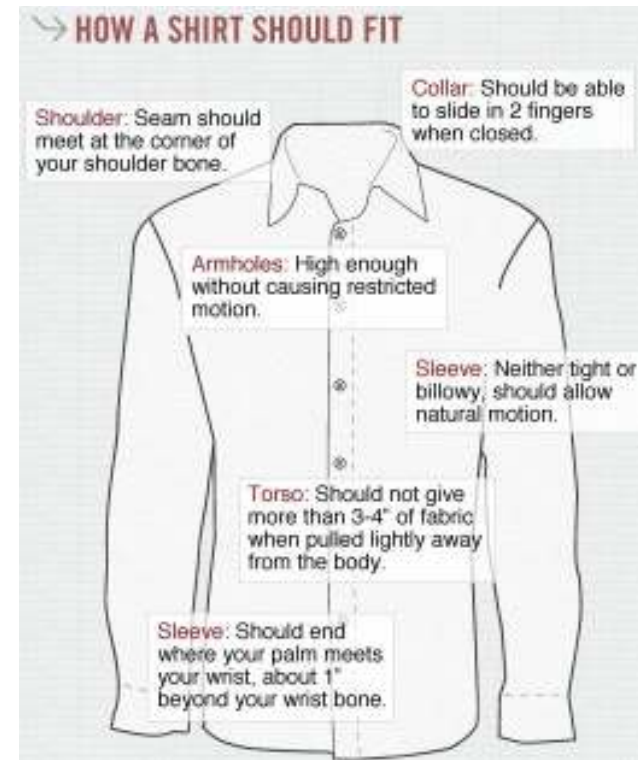 HOW A SHIRT SHOULD FIT
Collar: Should be able
to slide in 2 fingers
when closed.
Shoulder: Seam should
meet at the corner of
your shoulder bone.
Armholes: High enough
without causing restricted
motion.
Sleeve: Neither tight or
billowy, should allow
natural motion.
Torso: Should not give
more than 3-4" of fabric
when pulled lightly away
from the body.
Sleeve: Should end
where your palm meets
your wrist, about 1"
beyond your wrist bone.